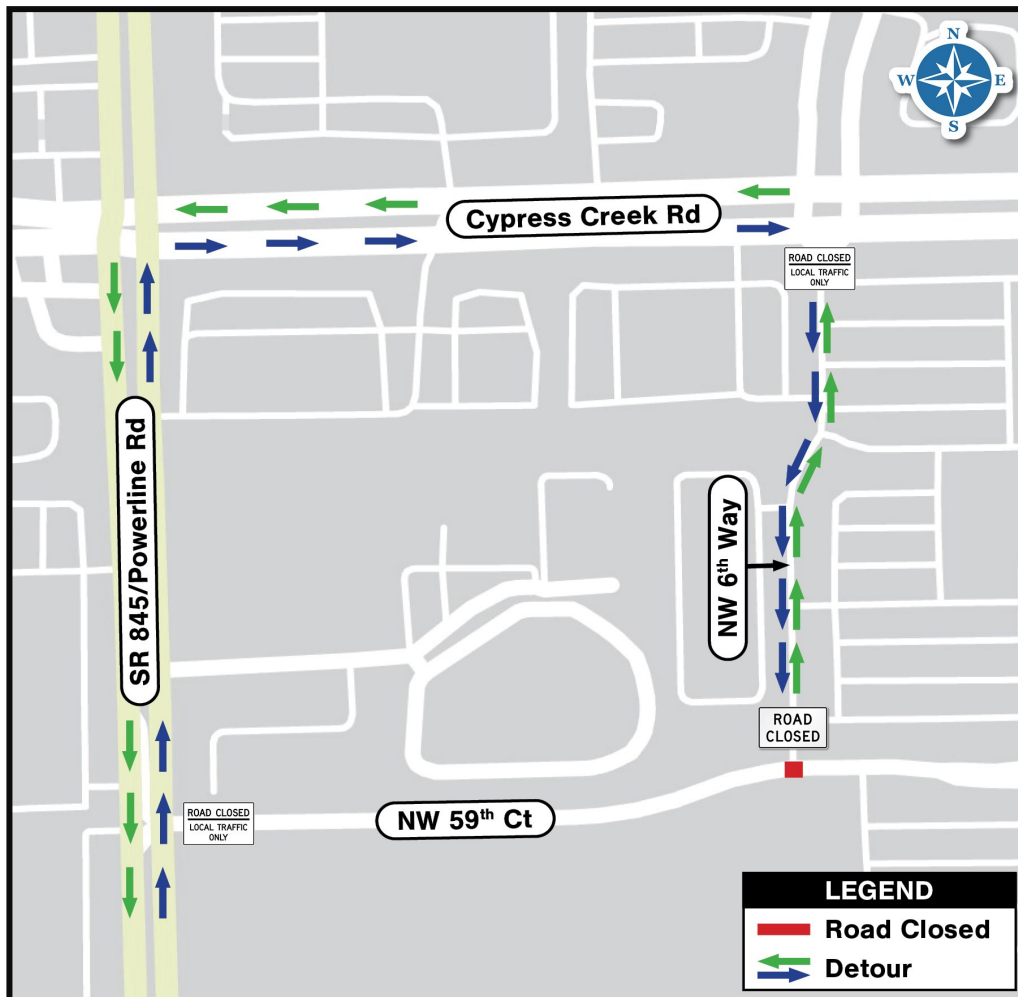 N
W E
S
Cypress Creek Rd
ROAD CLOSED
LOCAL TRAFFIC
ONLY
SR 845/Powerline Rd
NW 6th Way
ROAD
CLOSED
ROAD CLOSED
LOCAL TRAFFIC
ONLY
NW 59th Ct
LEGEND
Road Closed
Detour